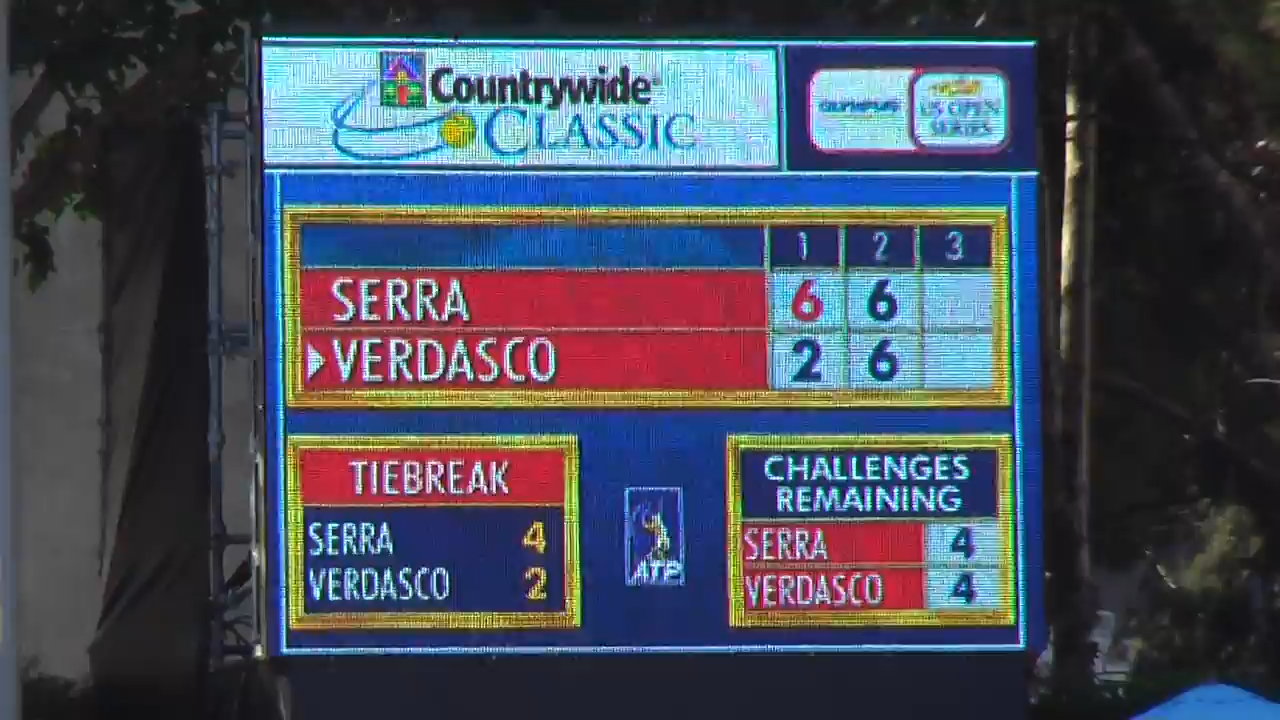 Countrywide
CLASSIC
OLYMPUS
US OPEN
SERIES
1 2 3
SERRA 6 6
VERDASCO 2 6
TIEBREAK
SERRA 4
VERDASCO 2
ATP
CHALLENGES
REMAINING
SERRA 4
VERDASCO 4